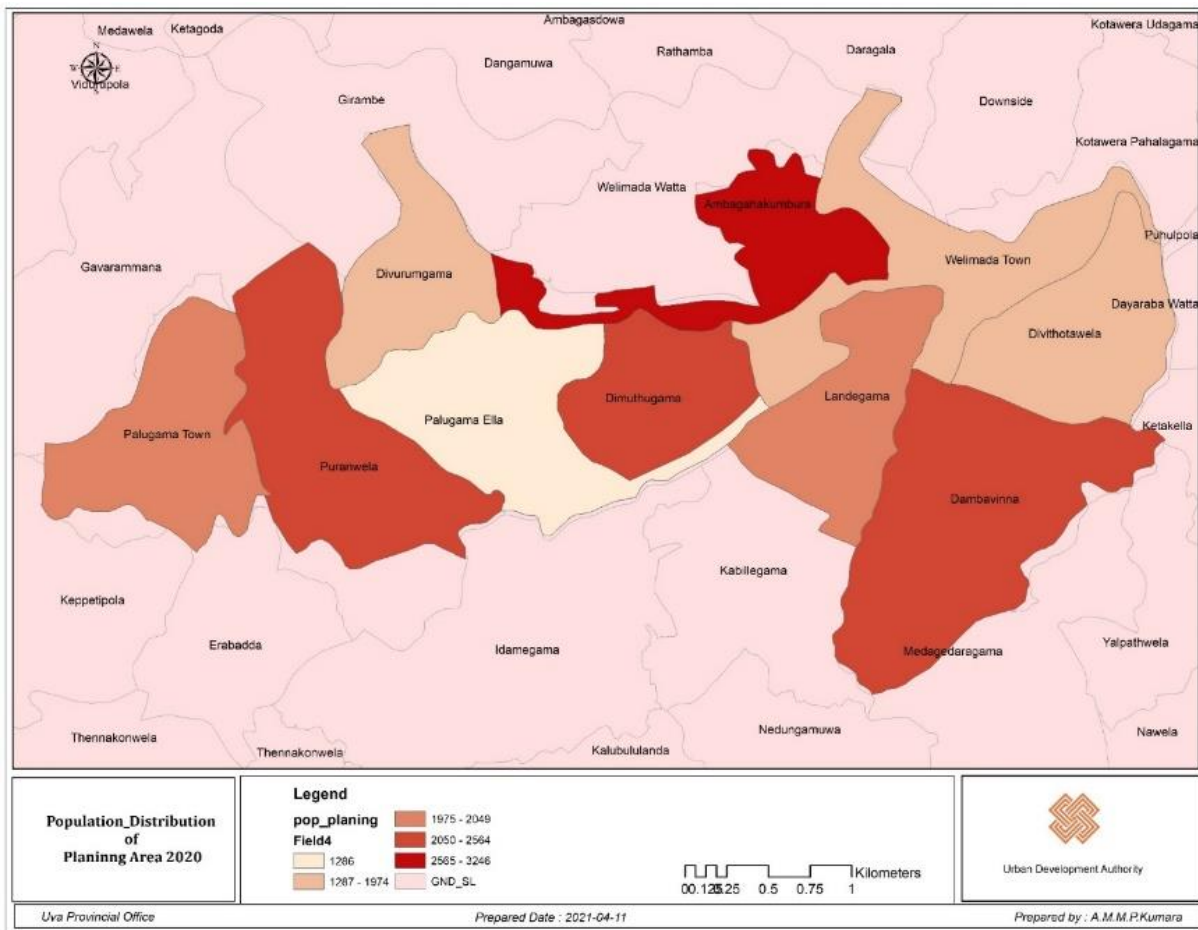 Medawela
Ketagoda
Ambagasdowa
Kotawera Udagama
Rathamba
Daragala
Dangamuwa
N
W
E
S
Vidurupola
Girambe
Downside
Kotawera Pahalagama
Welimada Watta
Ambagahakumbura
Puhulpola
Gavarammana
Divurumgama
Welimada Town
Dayaraba Watta
Divithotawela
Palugama Ella
Dimuthugama
Landegama
Palugama Town
Ketakella
Puranwela
Dambavinna
Kabillegama
Keppetipola
Erabadda
Idamegama
Medagedaragama
Yalpathwela
Thennakonwela
Thennakonwela
Kalubululanda
Nedungamuwa
Nawela
Population_Distribution
of
Planinng Area 2020
Legend
pop_planing
Field4
1286
1287 - 1974
1975 - 2049
2050 - 2564
2565 - 3246
GND_SL
Kilometers
00.1250.25 0.5 0.75 1
Urban Development Authority
Uva Provincial Office
Prepared Date : 2021-04-11
Prepared by : A.M.M.P.Kumara